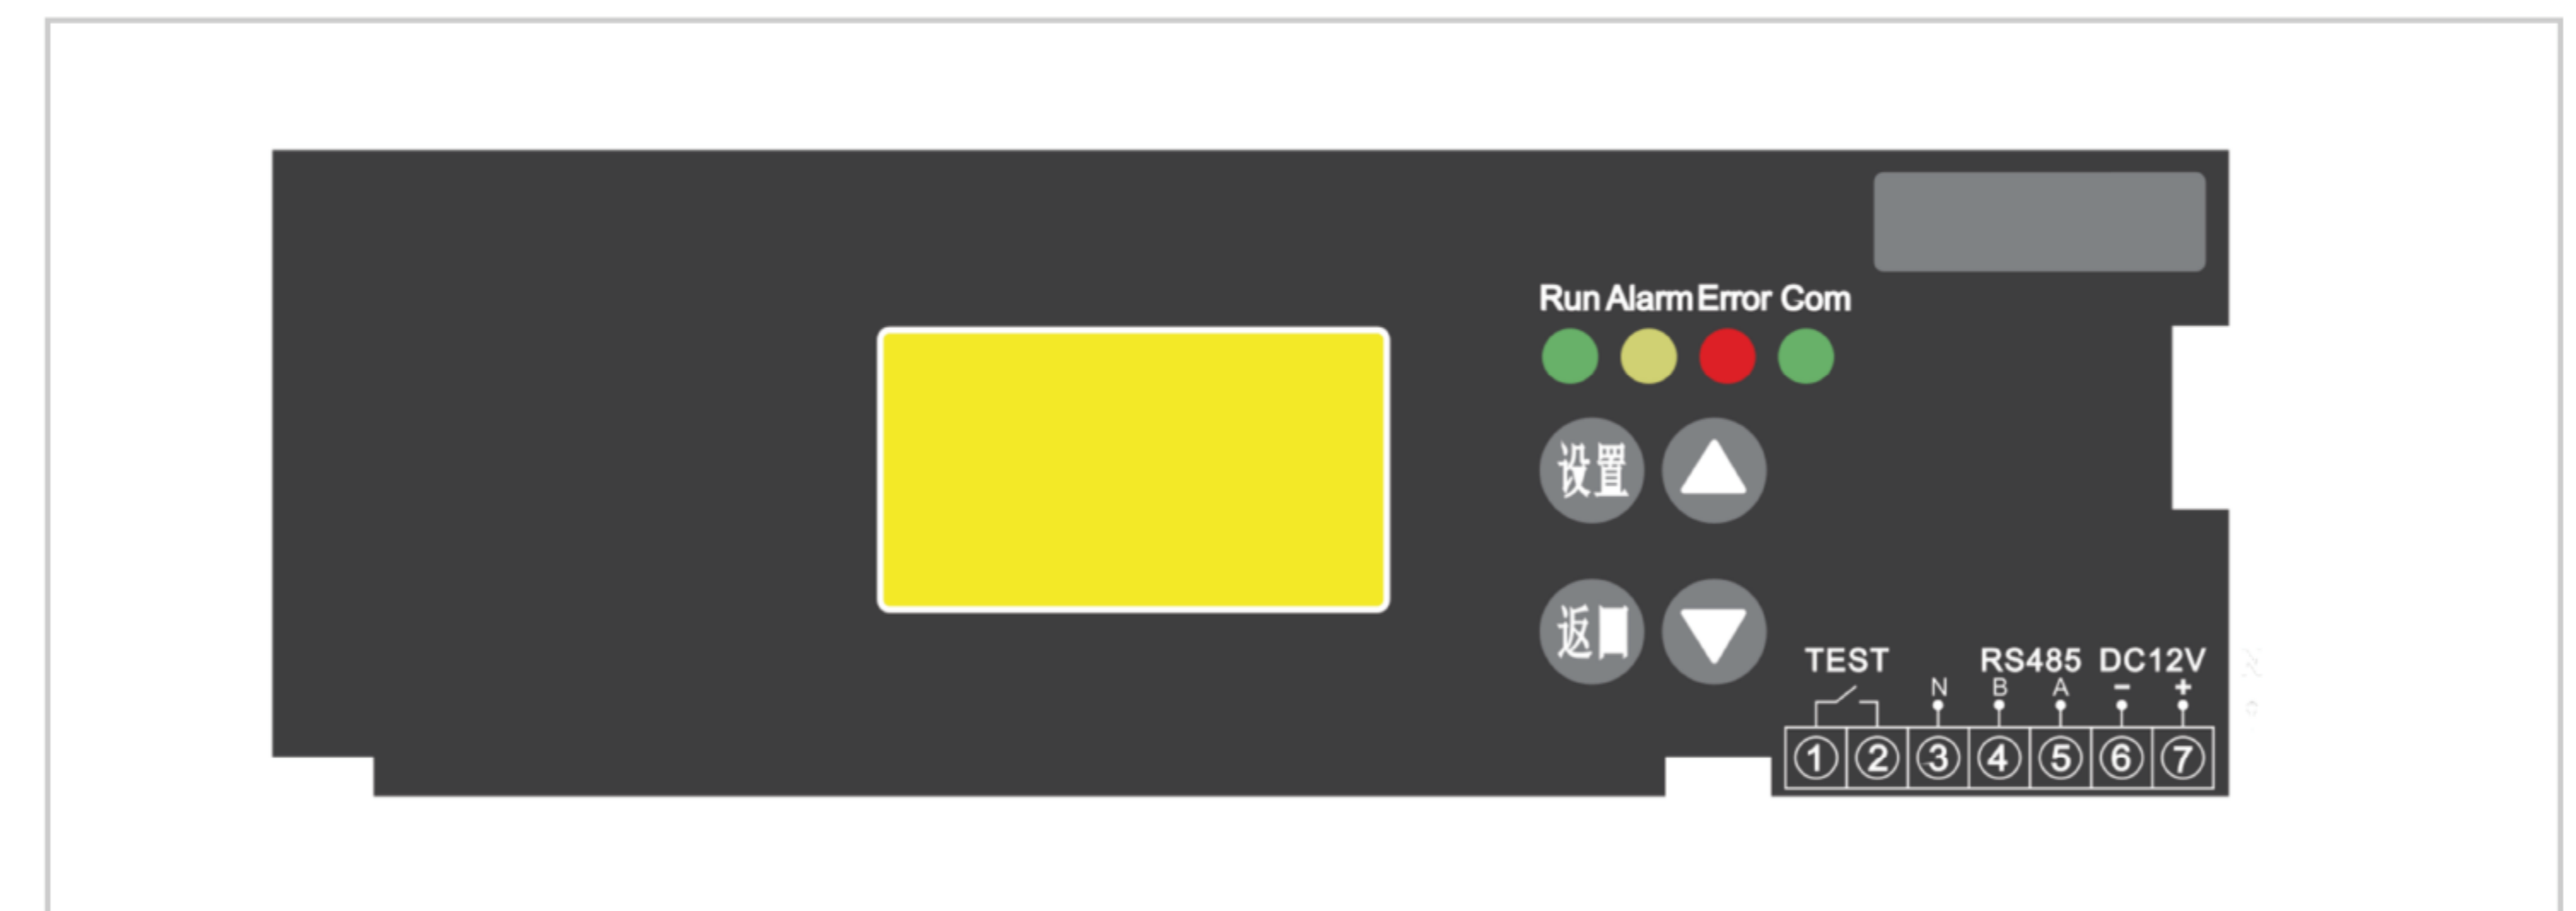 Run Alarm Error Com
设置
返回
TEST RS485 DC12V
N B A − +
① ② ③ ④ ⑤ ⑥ ⑦